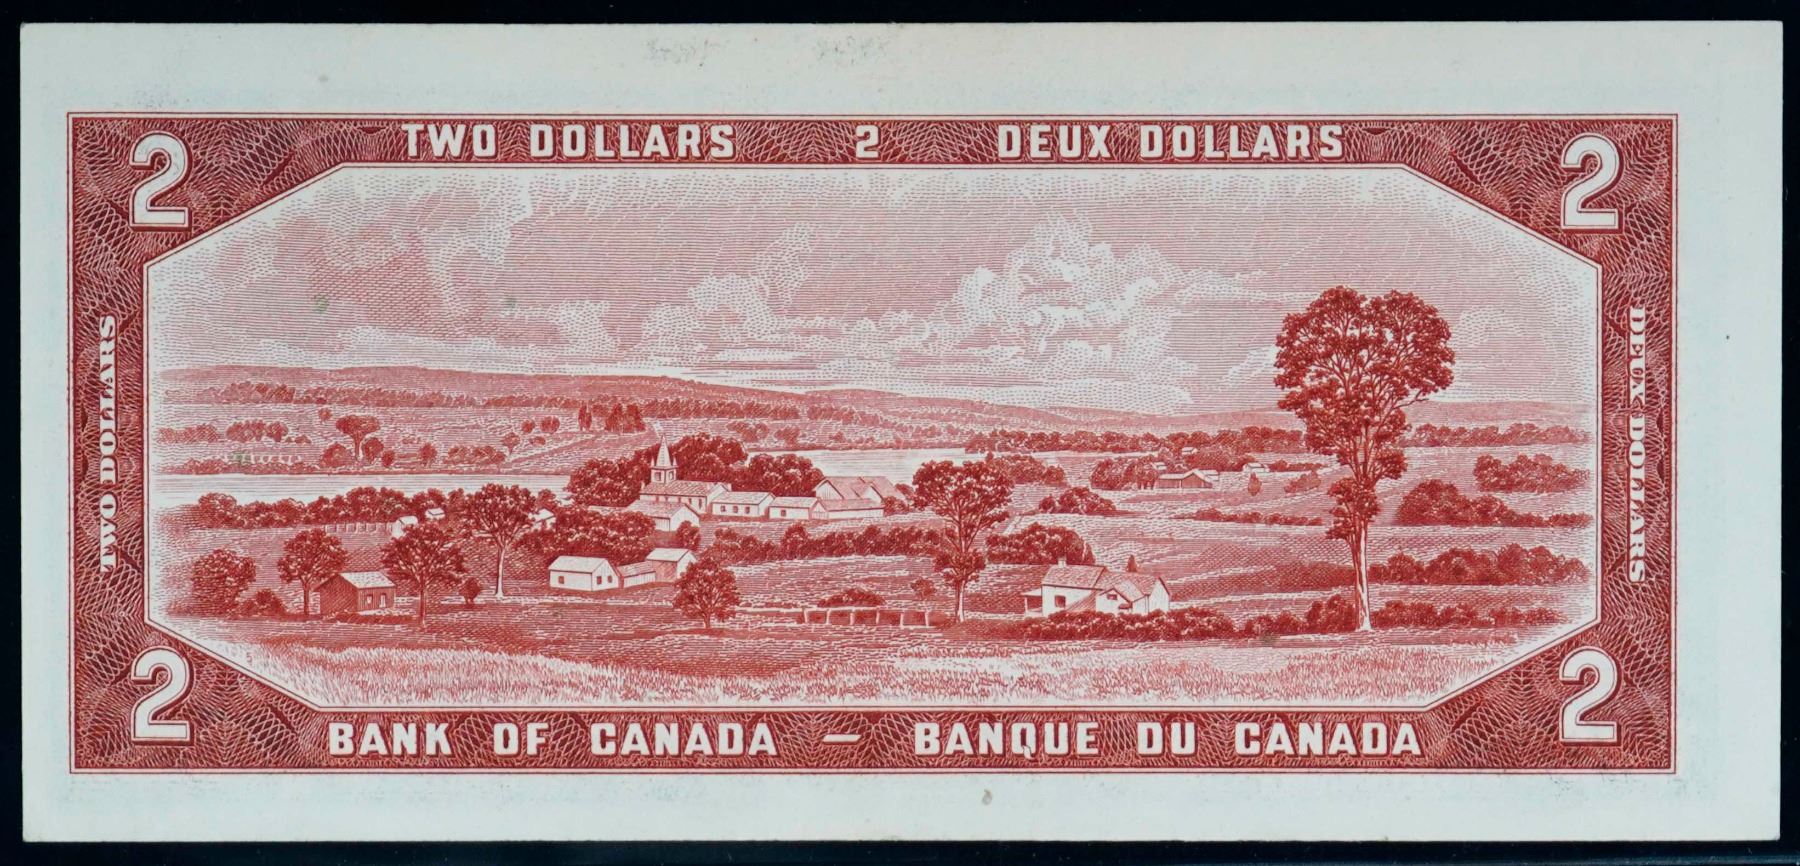 2 TWO DOLLARS 2 DEUX DOLLARS 2
TWO DOLLARS
DEUX DOLLARS
2 BANK OF CANADA – BANQUE DU CANADA 2